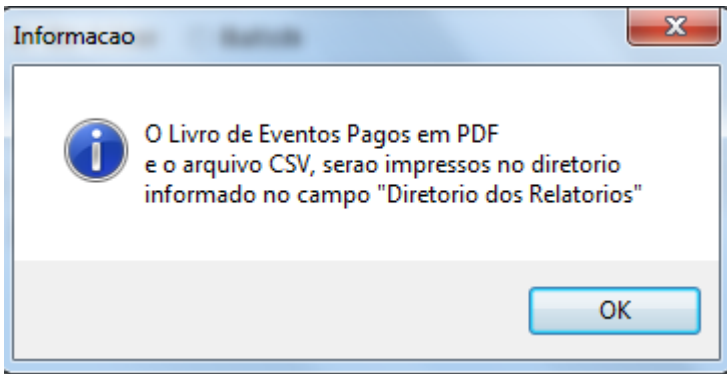 Informacao
O Livro de Eventos Pagos em PDF
e o arquivo CSV, serao impressos no diretorio
informado no campo "Diretorio dos Relatorios"
OK